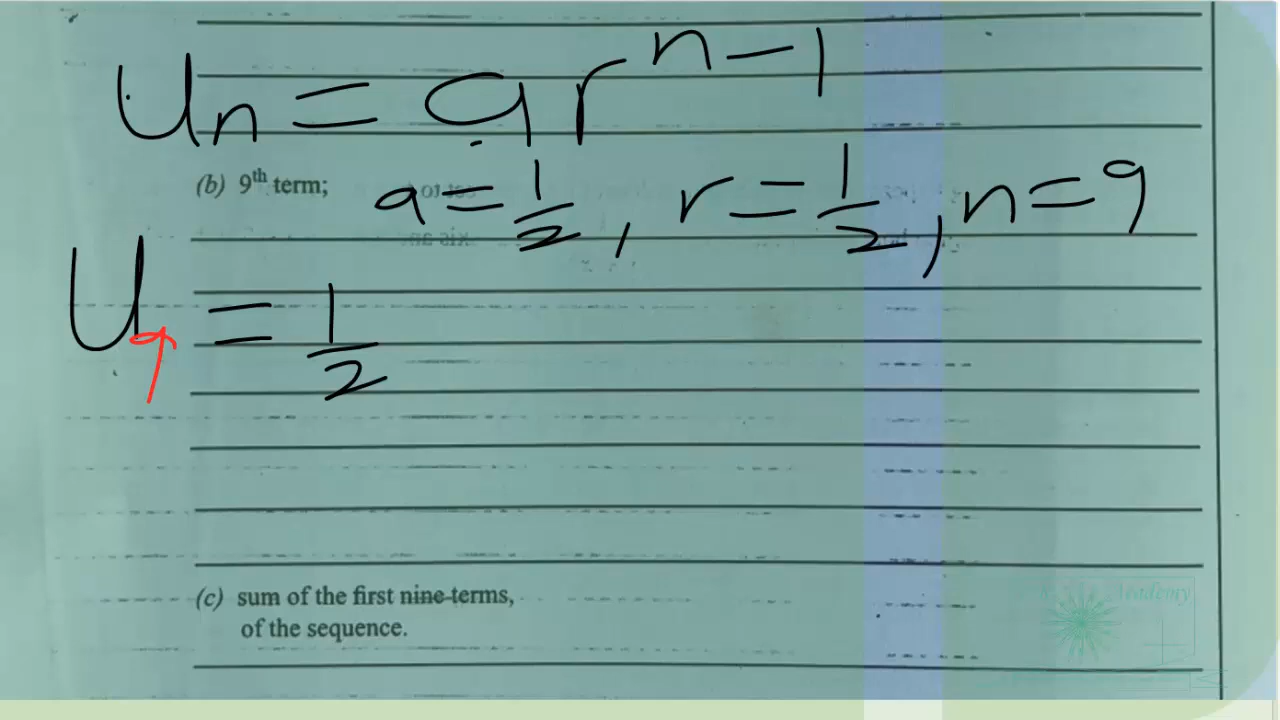 Un = ar^(n-1)
(b) 9th term; a = 1/2, r = 1/2, n = 9
U9 = 1/2
(c) sum of the first nine terms,
of the sequence.
Academy